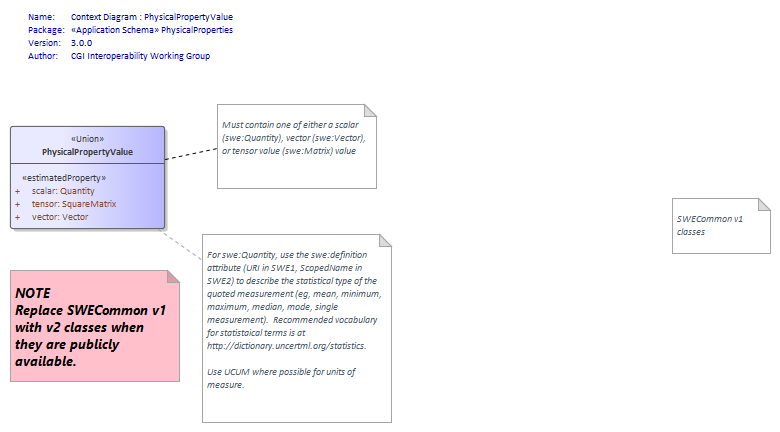 Name: Context Diagram : PhysicalPropertyValue
Package: «Application Schema» PhysicalProperties
Version: 3.0.0
Author: CGI Interoperability Working Group
«Union»
PhysicalPropertyValue
«estimatedProperty»
+ scalar: Quantity
+ tensor: SquareMatrix
+ vector: Vector
Must contain one of either a scalar
(swe:Quantity), vector (swe:Vector),
or tensor value (swe:Matrix) value
SWECommon v1
classes
For swe:Quantity, use the swe:definition
attribute (URI in SWE1, ScopedName in
SWE2) to describe the statistical type of the
quoted measurement (eg, mean, minimum,
maximum, median, mode, single
measurement). Recommended vocabulary
for statistaical terms is at
http://dictionary.uncertml.org/statistics.
Use UCUM where possible for units of
measure.
NOTE
Replace SWECommon v1
with v2 classes when
they are publicly
available.